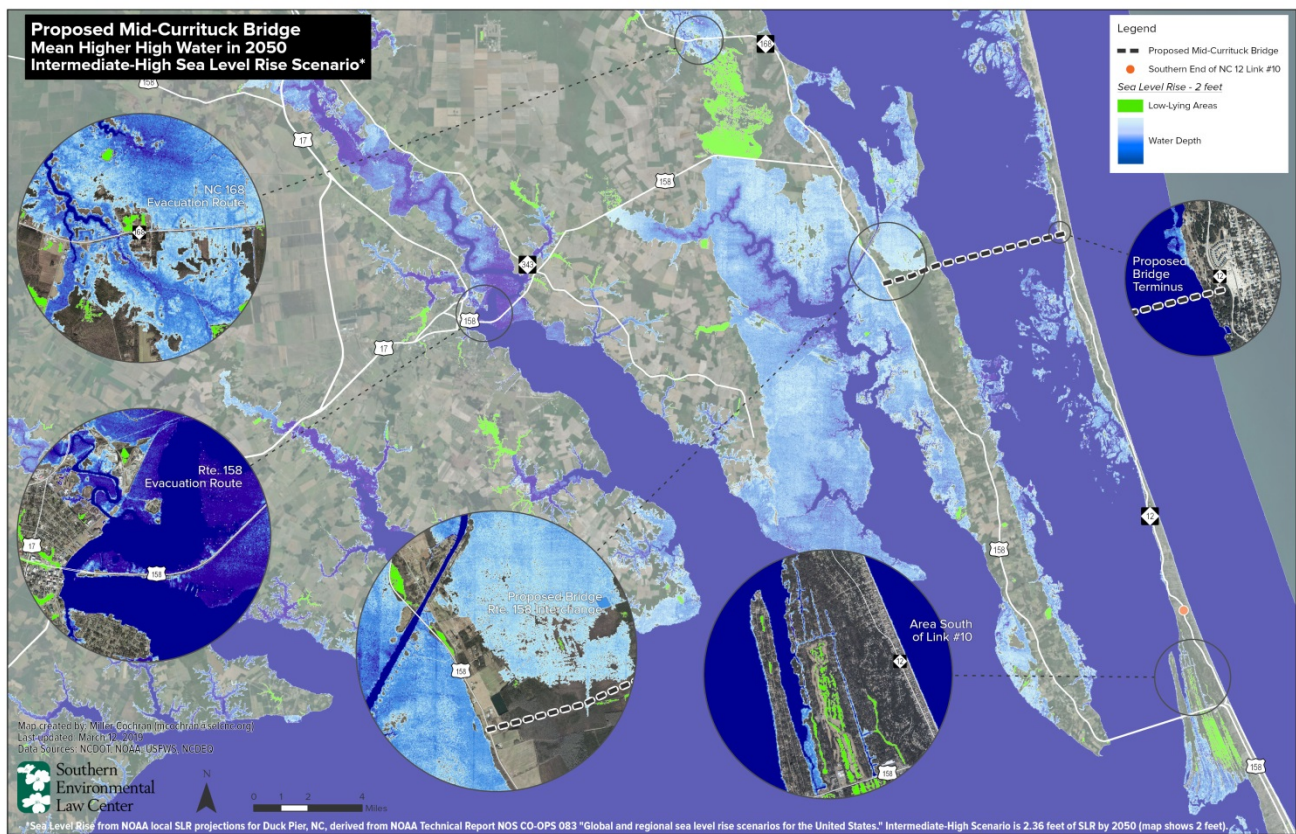 Proposed Mid-Currituck Bridge
Mean Higher High Water in 2050
Intermediate-High Sea Level Rise Scenario*
Legend
Proposed Mid-Currituck Bridge
Southern End of NC 12 Link #10
Sea Level Rise - 2 feet
Low-Lying Areas
Water Depth
158
168
17
158
343
158
17
158
12
158
NC 168
Evacuation Route
168
Proposed
Bridge
Terminus
12
Rte. 158
Evacuation Route
17
158
Proposed Bridge
Rte. 158 Interchange
158
Area South
of Link #10
12
158
Map created by: Miller Cochran (mcochran@selcnc.org)
Last updated: March 12, 2019
Data Sources: NCDOT, NOAA, USFWS, NCDEQ
Southern
Environmental
Law Center
N
0 1 2 4
Miles
*Sea Level Rise from NOAA local SLR projections for Duck Pier, NC, derived from NOAA Technical Report NOS CO-OPS 083 "Global and regional sea level rise scenarios for the United States." Intermediate-High Scenario is 2.36 feet of SLR by 2050 (map shows 2 feet).